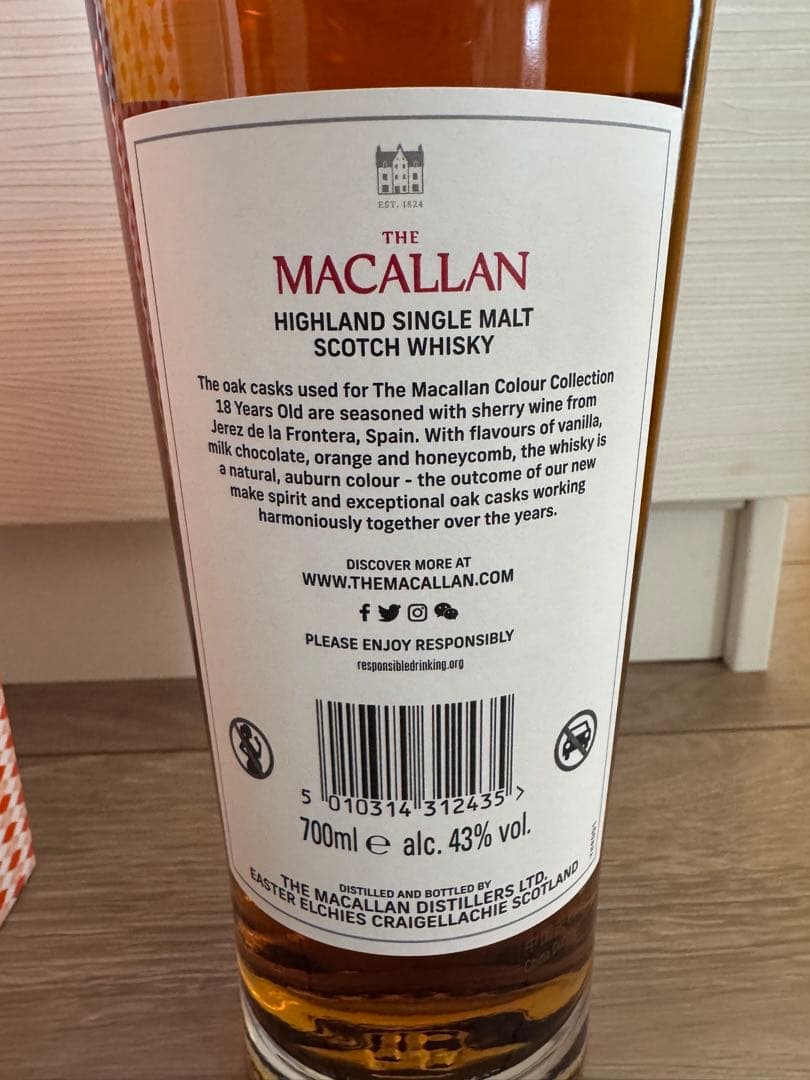 EST. 1824
THE
MACALLAN
HIGHLAND SINGLE MALT
SCOTCH WHISKY
The oak casks used for The Macallan Colour Collection
18 Years Old are seasoned with sherry wine from
Jerez de la Frontera, Spain. With flavours of vanilla,
milk chocolate, orange and honeycomb, the whisky is
a natural, auburn colour - the outcome of our new
make spirit and exceptional oak casks working
harmoniously together over the years.
DISCOVER MORE AT
WWW.THEMACALLAN.COM
PLEASE ENJOY RESPONSIBLY
responsibledrinking.org
5 010314 312435 >
700ml e alc. 43% vol.
DISTILLED AND BOTTLED BY
THE MACALLAN DISTILLERS LTD.
EASTER ELCHIES CRAIGELLACHIE SCOTLAND